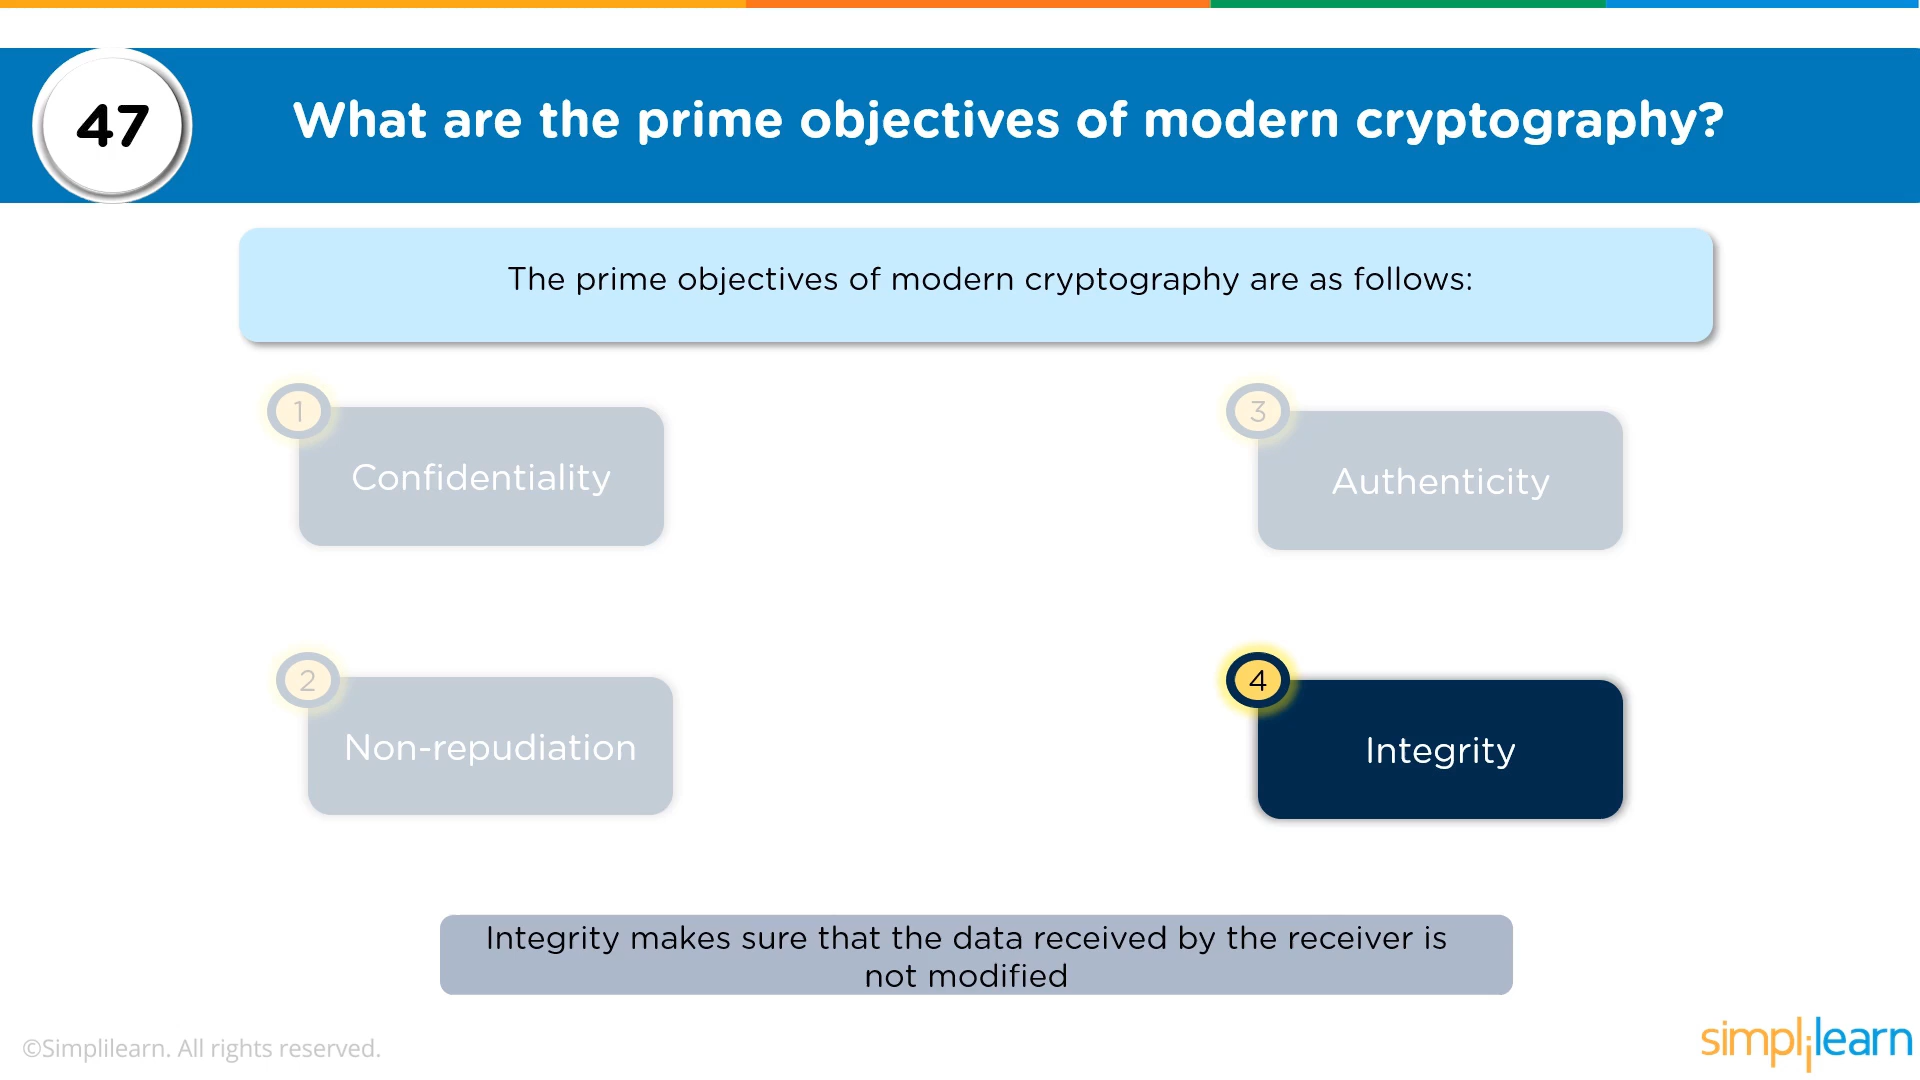 47
What are the prime objectives of modern cryptography?
The prime objectives of modern cryptography are as follows:
1
Confidentiality
3
Authenticity
2
Non-repudiation
4
Integrity
Integrity makes sure that the data received by the receiver is
not modified
©Simplilearn. All rights reserved.
simplilearn